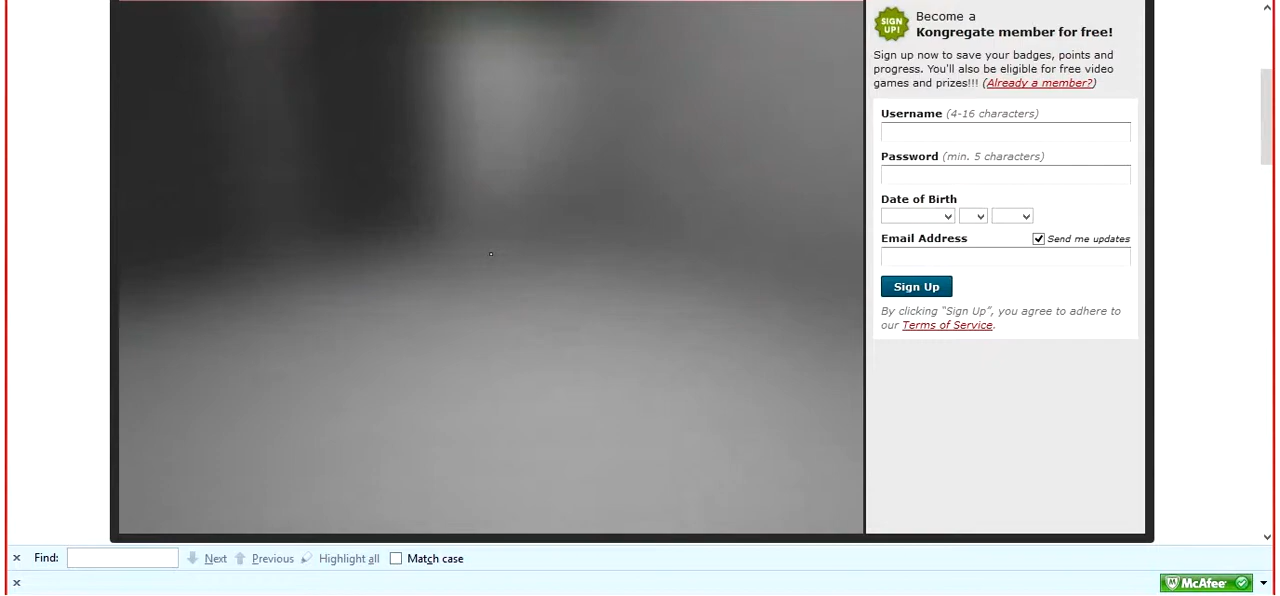 SIGN UP!
Become a
Kongregate member for free!
Sign up now to save your badges, points and
progress. You'll also be eligible for free video
games and prizes!!! (Already a member?)
Username (4-16 characters)
Password (min. 5 characters)
Date of Birth
Email Address Send me updates
Sign Up
By clicking “Sign Up”, you agree to adhere to
our Terms of Service.
× Find: Next Previous Highlight all Match case
× McAfee